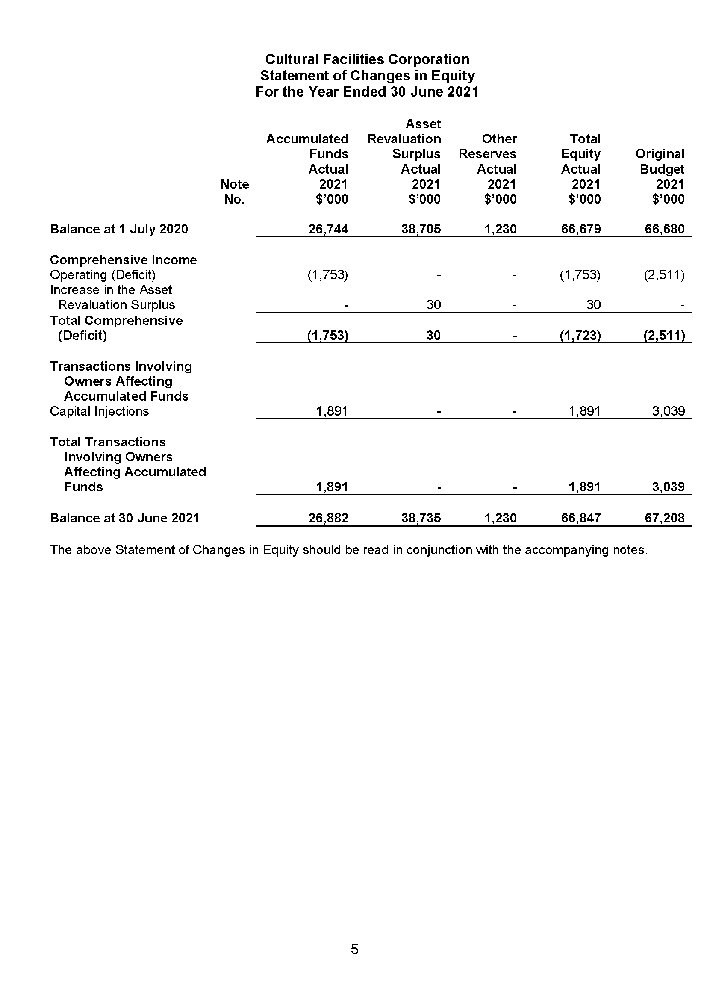 Cultural Facilities Corporation
Statement of Changes in Equity
For the Year Ended 30 June 2021
Asset
Accumulated Revaluation Other Total
Funds Surplus Reserves Equity Original
Actual Actual Actual Actual Budget
Note 2021 2021 2021 2021 2021
No. $’000 $’000 $’000 $’000 $’000
Balance at 1 July 2020 26,744 38,705 1,230 66,679 66,680
Comprehensive Income
Operating (Deficit) (1,753) - - (1,753) (2,511)
Increase in the Asset
Revaluation Surplus - 30 - 30 -
Total Comprehensive
(Deficit) (1,753) 30 - (1,723) (2,511)
Transactions Involving
Owners Affecting
Accumulated Funds
Capital Injections 1,891 - - 1,891 3,039
Total Transactions
Involving Owners
Affecting Accumulated
Funds 1,891 - - 1,891 3,039
Balance at 30 June 2021 26,882 38,735 1,230 66,847 67,208
The above Statement of Changes in Equity should be read in conjunction with the accompanying notes.
5